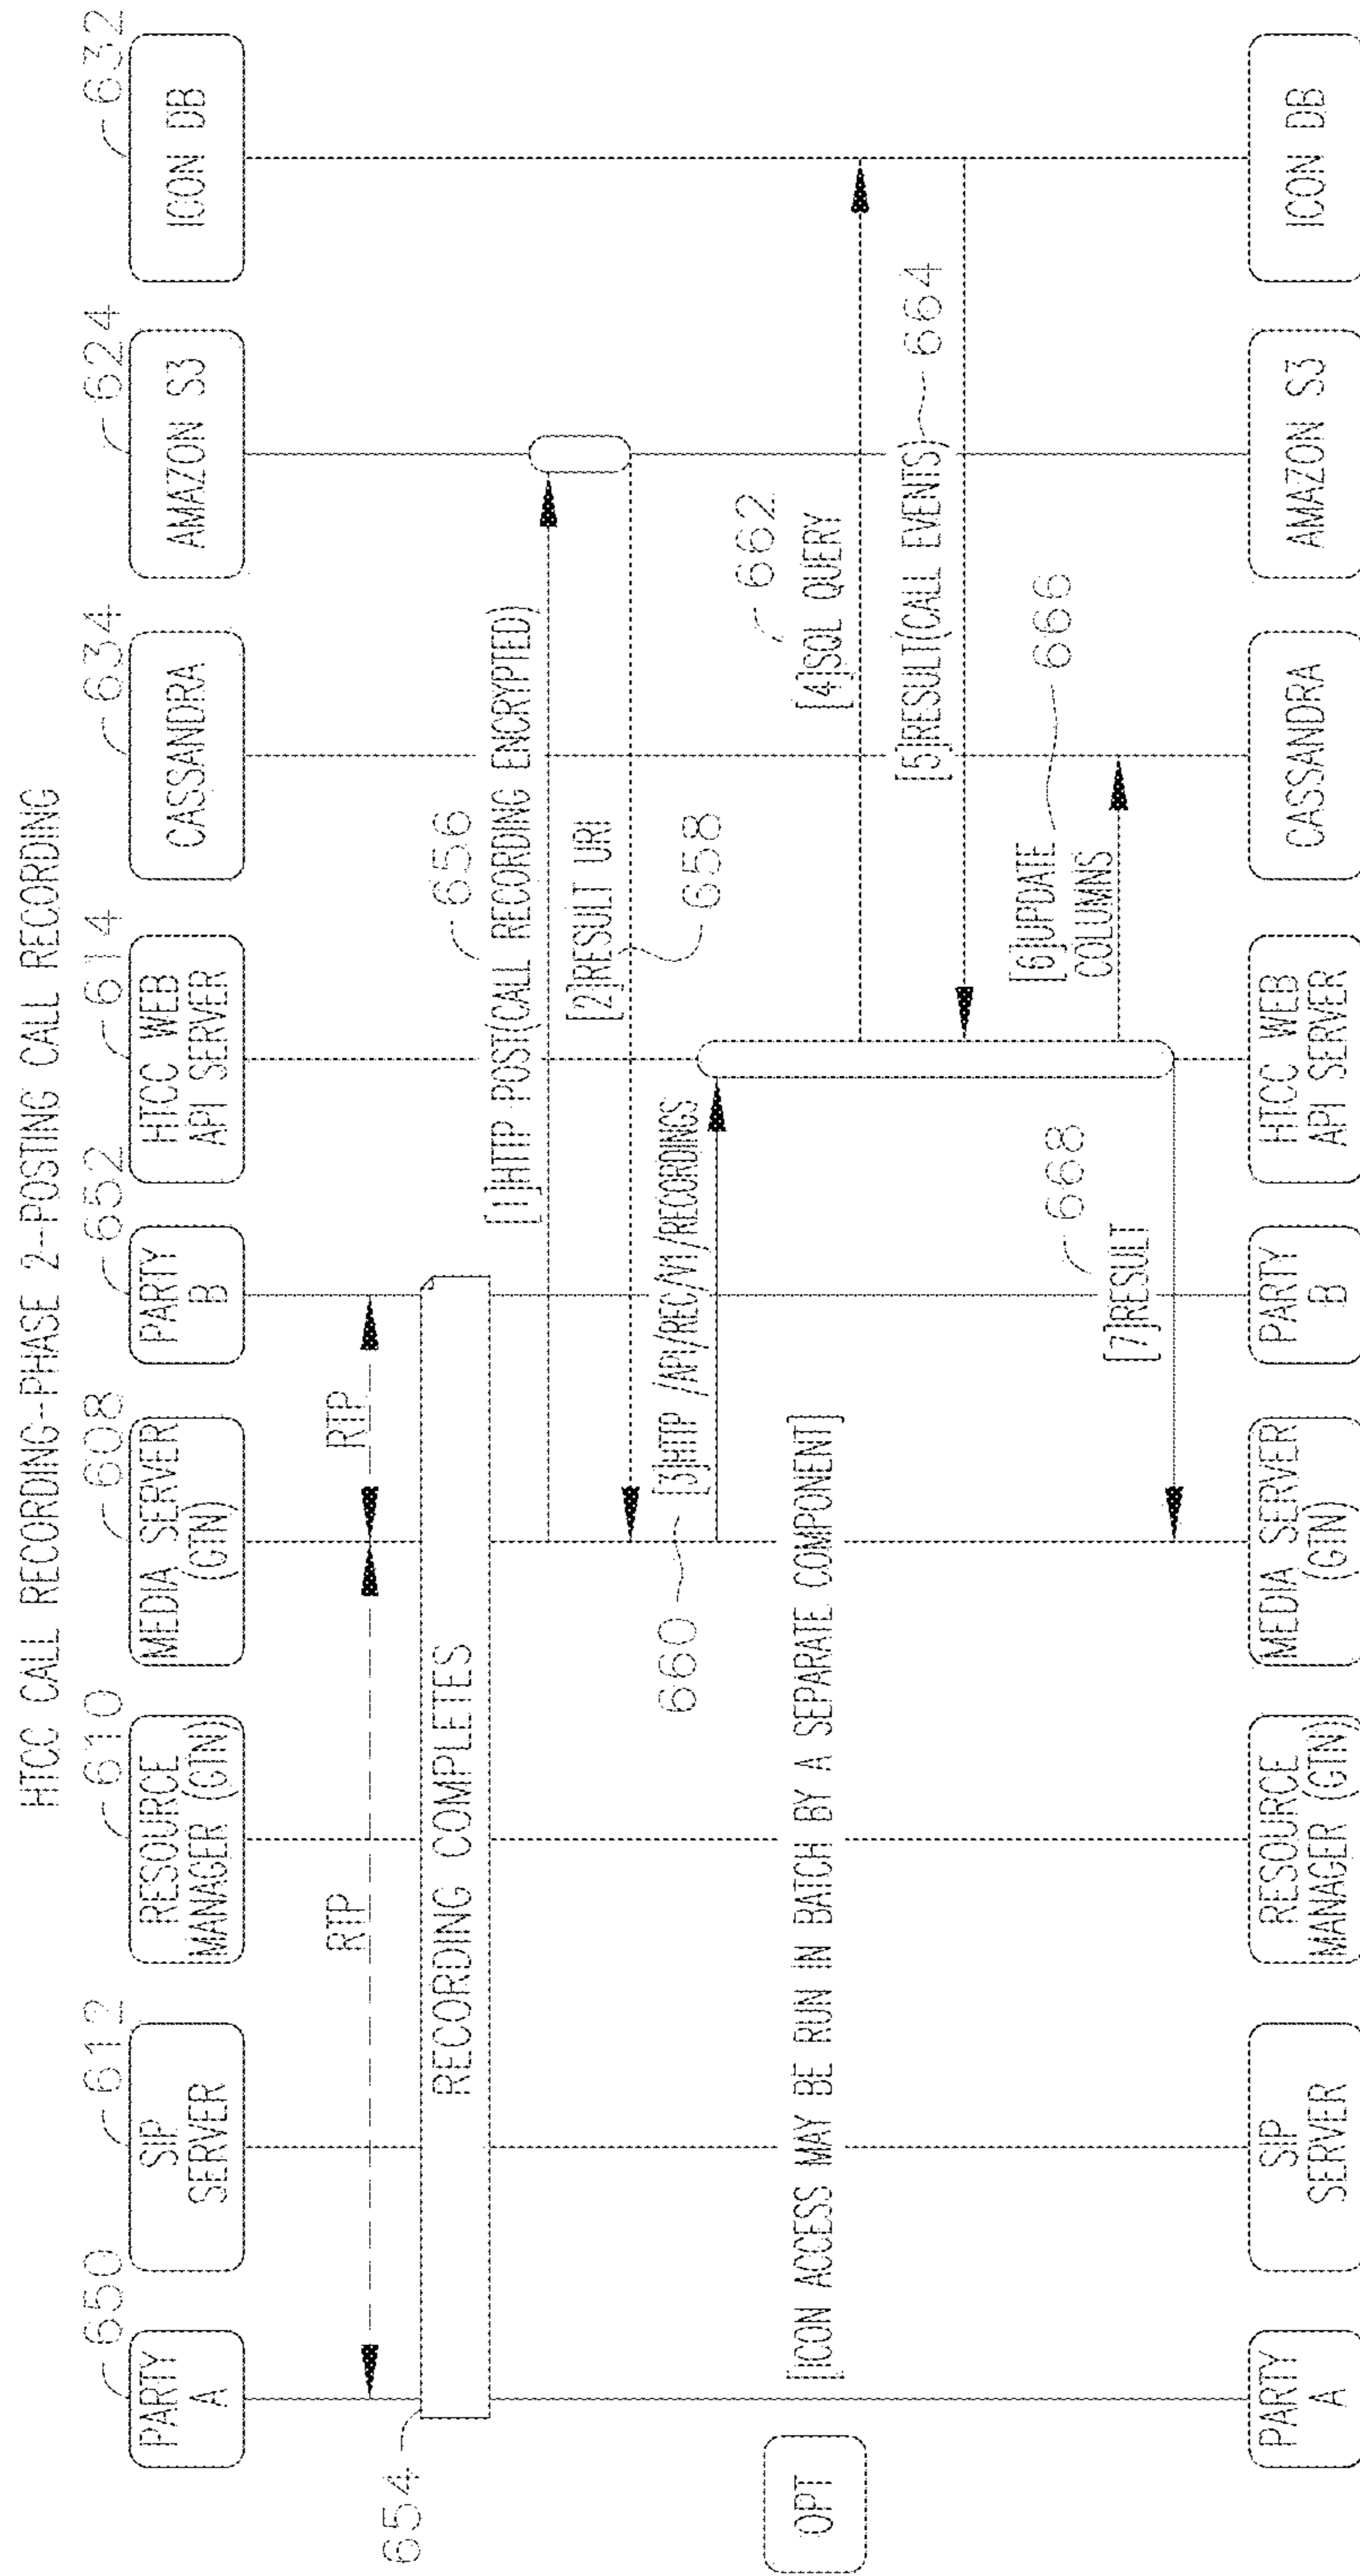 HTCC CALL RECORDING--PHASE 2--POSTING CALL RECORDING
650
612
610
608
652
614
634
624
632
PARTY
A
SIP
SERVER
RESOURCE
MANAGER (GTN)
MEDIA SERVER
(GTN)
PARTY
B
HTCC WEB
API SERVER
CASSANDRA
AMAZON S3
ICON DB
RTP
RTP
654
RECORDING COMPLETES
656
[1]HTTP POST(CALL RECORDING ENCRYPTED)
[2]RESULT URI
658
660
[3]HTTP /API/REC/V1/RECORDINGS
OPT
[ICON ACCESS MAY BE RUN IN BATCH BY A SEPARATE COMPONENT]
662
[4]SQL QUERY
[5]RESULT(CALL EVENTS)
664
[6]UPDATE
COLUMNS
666
668
[7]RESULT
PARTY
A
SIP
SERVER
RESOURCE
MANAGER (GTN)
MEDIA SERVER
(GTN)
PARTY
B
HTCC WEB
API SERVER
CASSANDRA
AMAZON S3
ICON DB